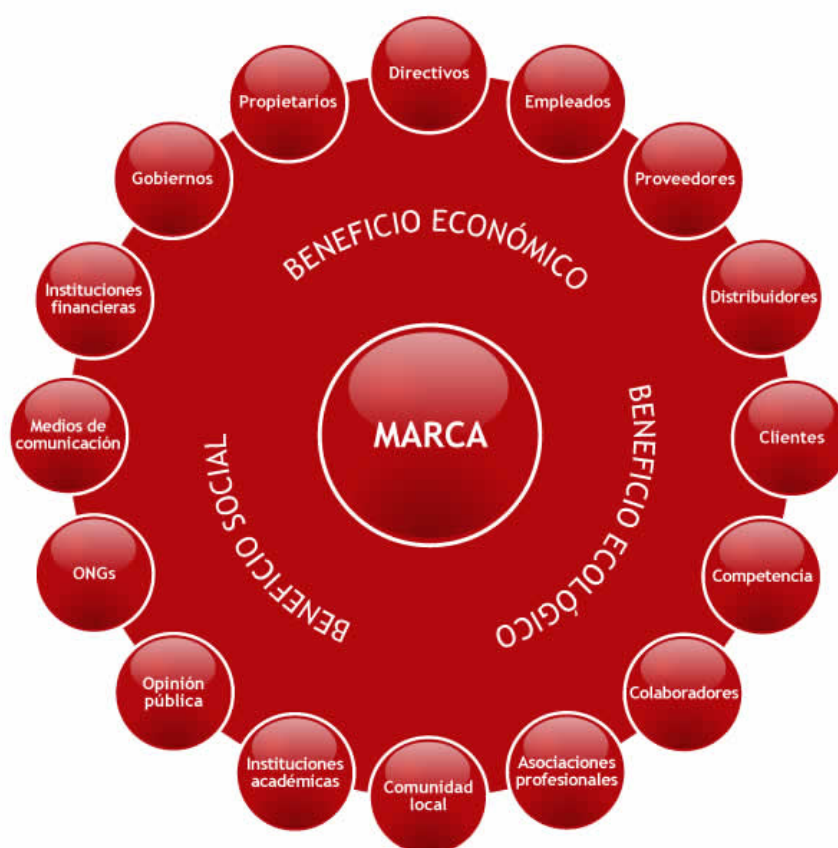 Directivos
Empleados
Proveedores
Distribuidores
Clientes
Competencia
Colaboradores
Asociaciones
profesionales
Comunidad
local
Instituciones
académicas
Opinión
pública
ONGs
Medios de
comunicación
Instituciones
financieras
Gobiernos
Propietarios
BENEFICIO ECONÓMICO
BENEFICIO ECOLÓGICO
BENEFICIO SOCIAL
MARCA